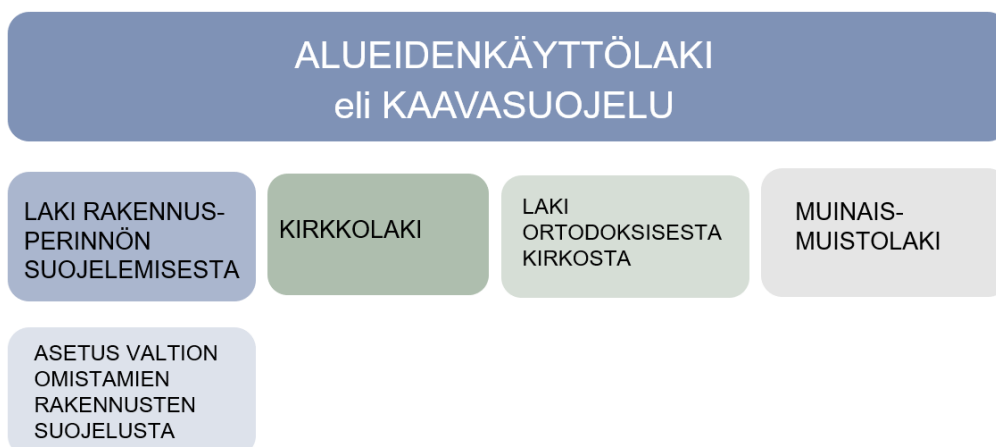 ALUEIDENKÄYTTÖLAKI
eli KAAVASUOJELU
LAKI RAKENNUS-
PERINNÖN
SUOJELEMISESTA
KIRKKOLAKI
LAKI
ORTODOKSISESTA
KIRKOSTA
MUINAIS-
MUISTOLAKI
ASETUS VALTION
OMISTAMIEN
RAKENNUSTEN
SUOJELUSTA